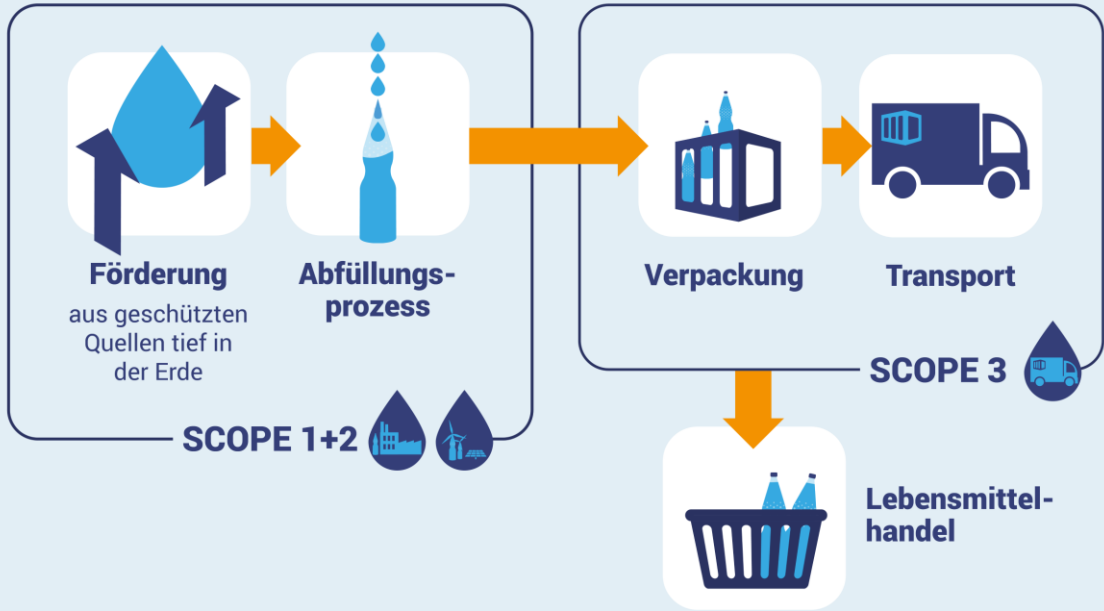 Förderung
aus geschützten
Quellen tief in
der Erde
Abfüllungs-
prozess
SCOPE 1+2
Verpackung
Transport
SCOPE 3
Lebensmittel-
handel